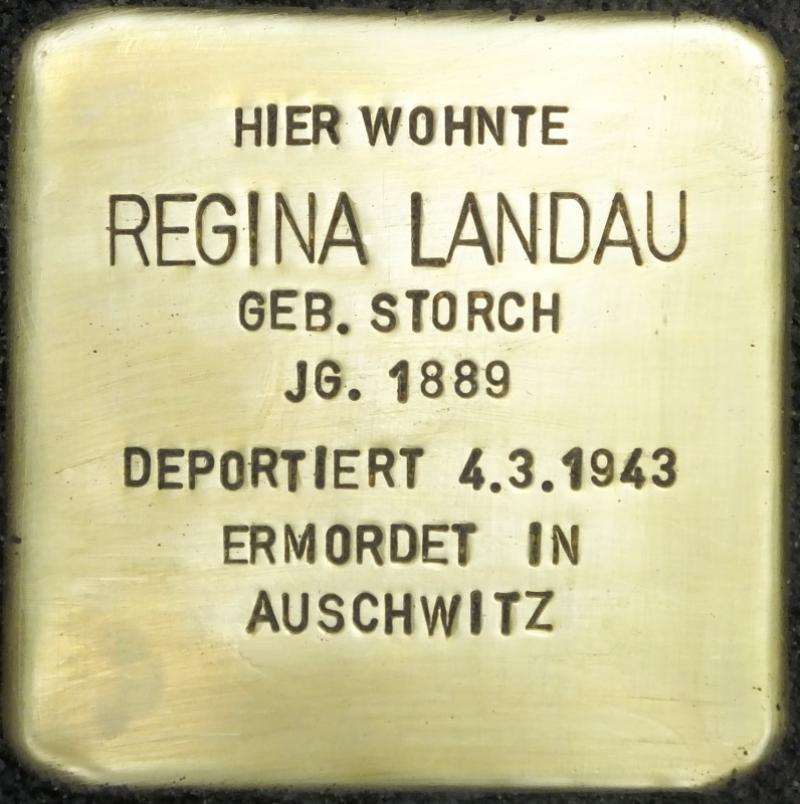 HIER WOHNTE
REGINA LANDAU
GEB. STORCH
JG. 1889
DEPORTIERT 4.3.1943
ERMORDET IN
AUSCHWITZ